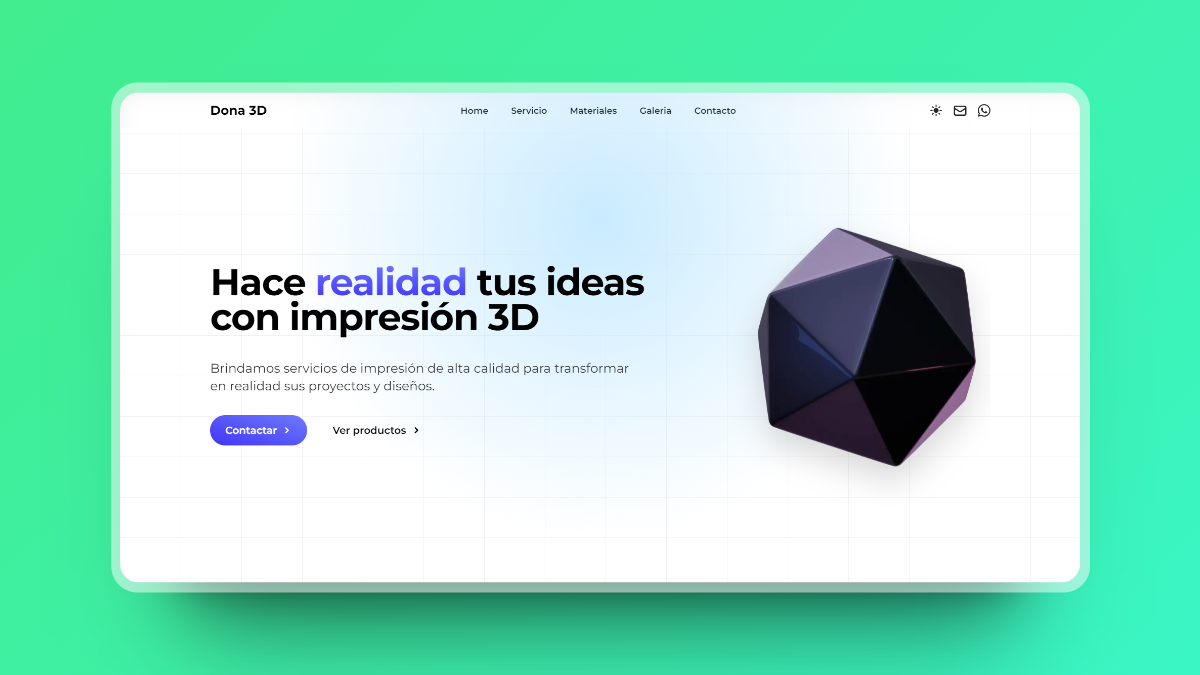 Dona 3D
Home Servicio Materiales Galeria Contacto
Hace realidad tus ideas
con impresión 3D
Brindamos servicios de impresión de alta calidad para transformar
en realidad sus proyectos y diseños.
Contactar
Ver productos